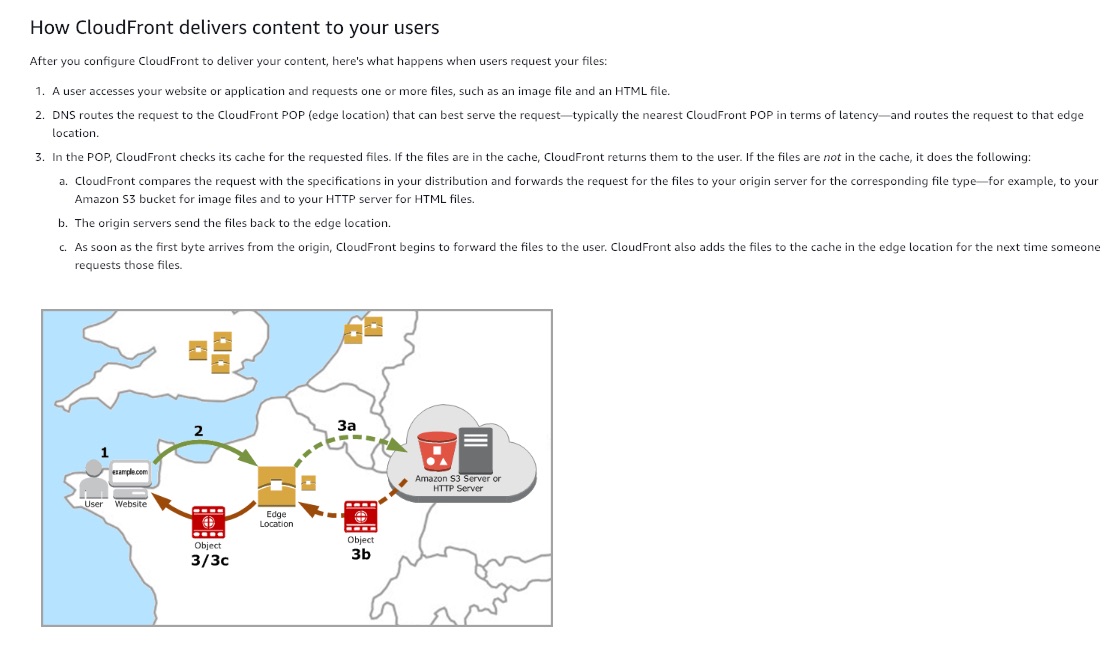 How CloudFront delivers content to your users
After you configure CloudFront to deliver your content, here's what happens when users request your files:
1. A user accesses your website or application and requests one or more files, such as an image file and an HTML file.
2. DNS routes the request to the CloudFront POP (edge location) that can best serve the request—typically the nearest CloudFront POP in terms of latency—and routes the request to that edge
location.
3. In the POP, CloudFront checks its cache for the requested files. If the files are in the cache, CloudFront returns them to the user. If the files are not in the cache, it does the following:
a. CloudFront compares the request with the specifications in your distribution and forwards the request for the files to your origin server for the corresponding file type—for example, to your
Amazon S3 bucket for image files and to your HTTP server for HTML files.
b. The origin servers send the files back to the edge location.
c. As soon as the first byte arrives from the origin, CloudFront begins to forward the files to the user. CloudFront also adds the files to the cache in the edge location for the next time someone
requests those files.
1
2
3a
example.com
User
Website
Edge
Location
Amazon S3 Server or
HTTP Server
Object
3/3c
Object
3b